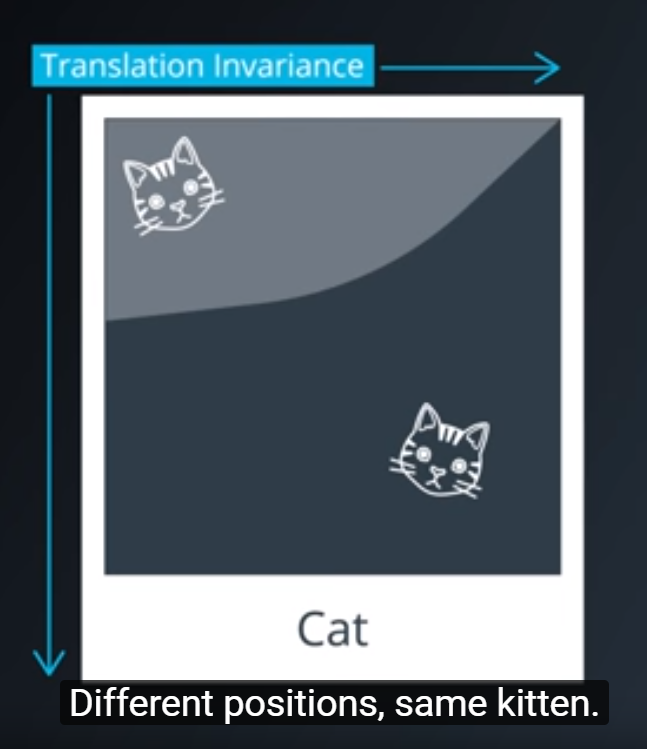 Translation Invariance
Cat
Different positions, same kitten.